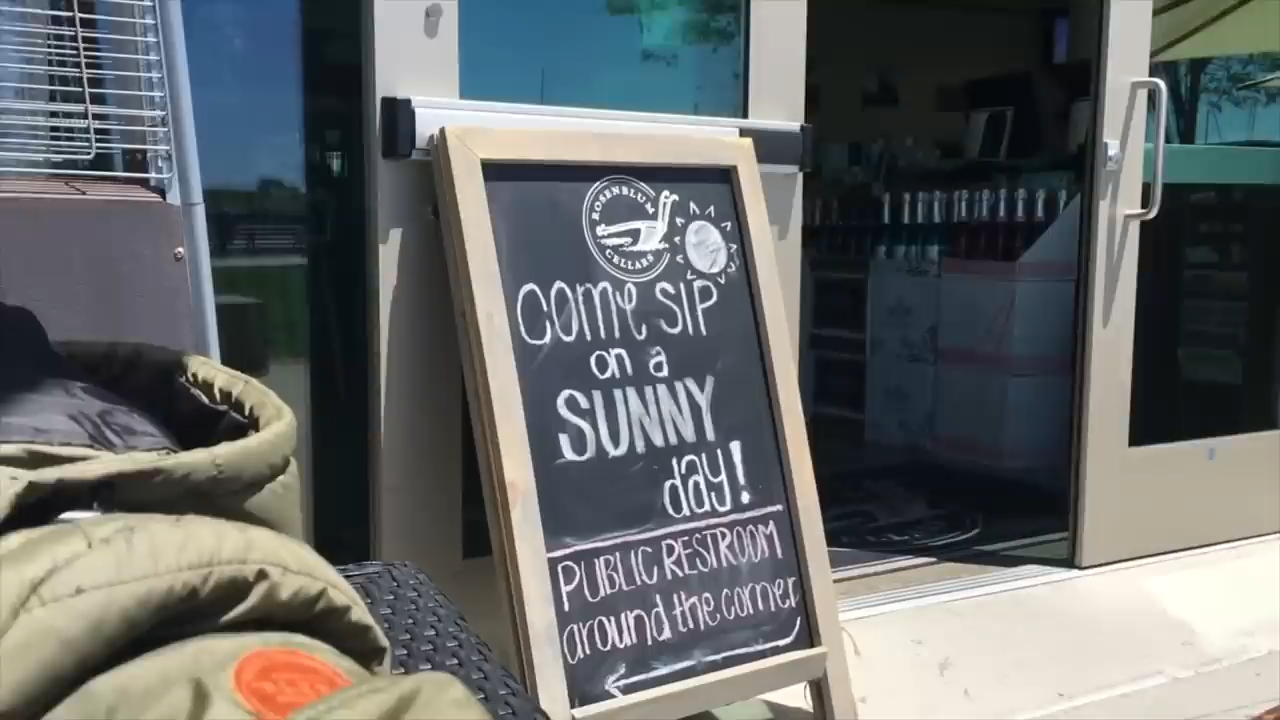 ROSENBLUM
CELLARS
Come SIP
on a
SUNNY
day!
PUBLIC RESTROOM
around the corner